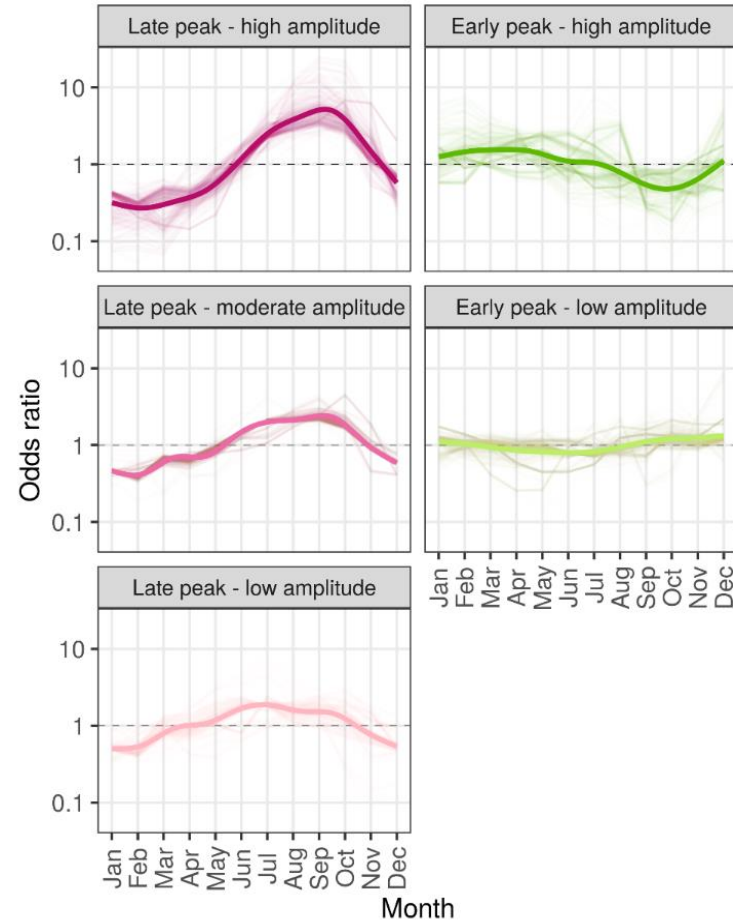 Late peak - high amplitude
Early peak - high amplitude
10
1
0.1
Late peak - moderate amplitude
Early peak - low amplitude
10
1
0.1
Jan
Feb
Mar
Apr
May
Jun
Jul
Aug
Sep
Oct
Nov
Dec
Late peak - low amplitude
10
1
0.1
Jan
Feb
Mar
Apr
May
Jun
Jul
Aug
Sep
Oct
Nov
Dec
Odds ratio
Month